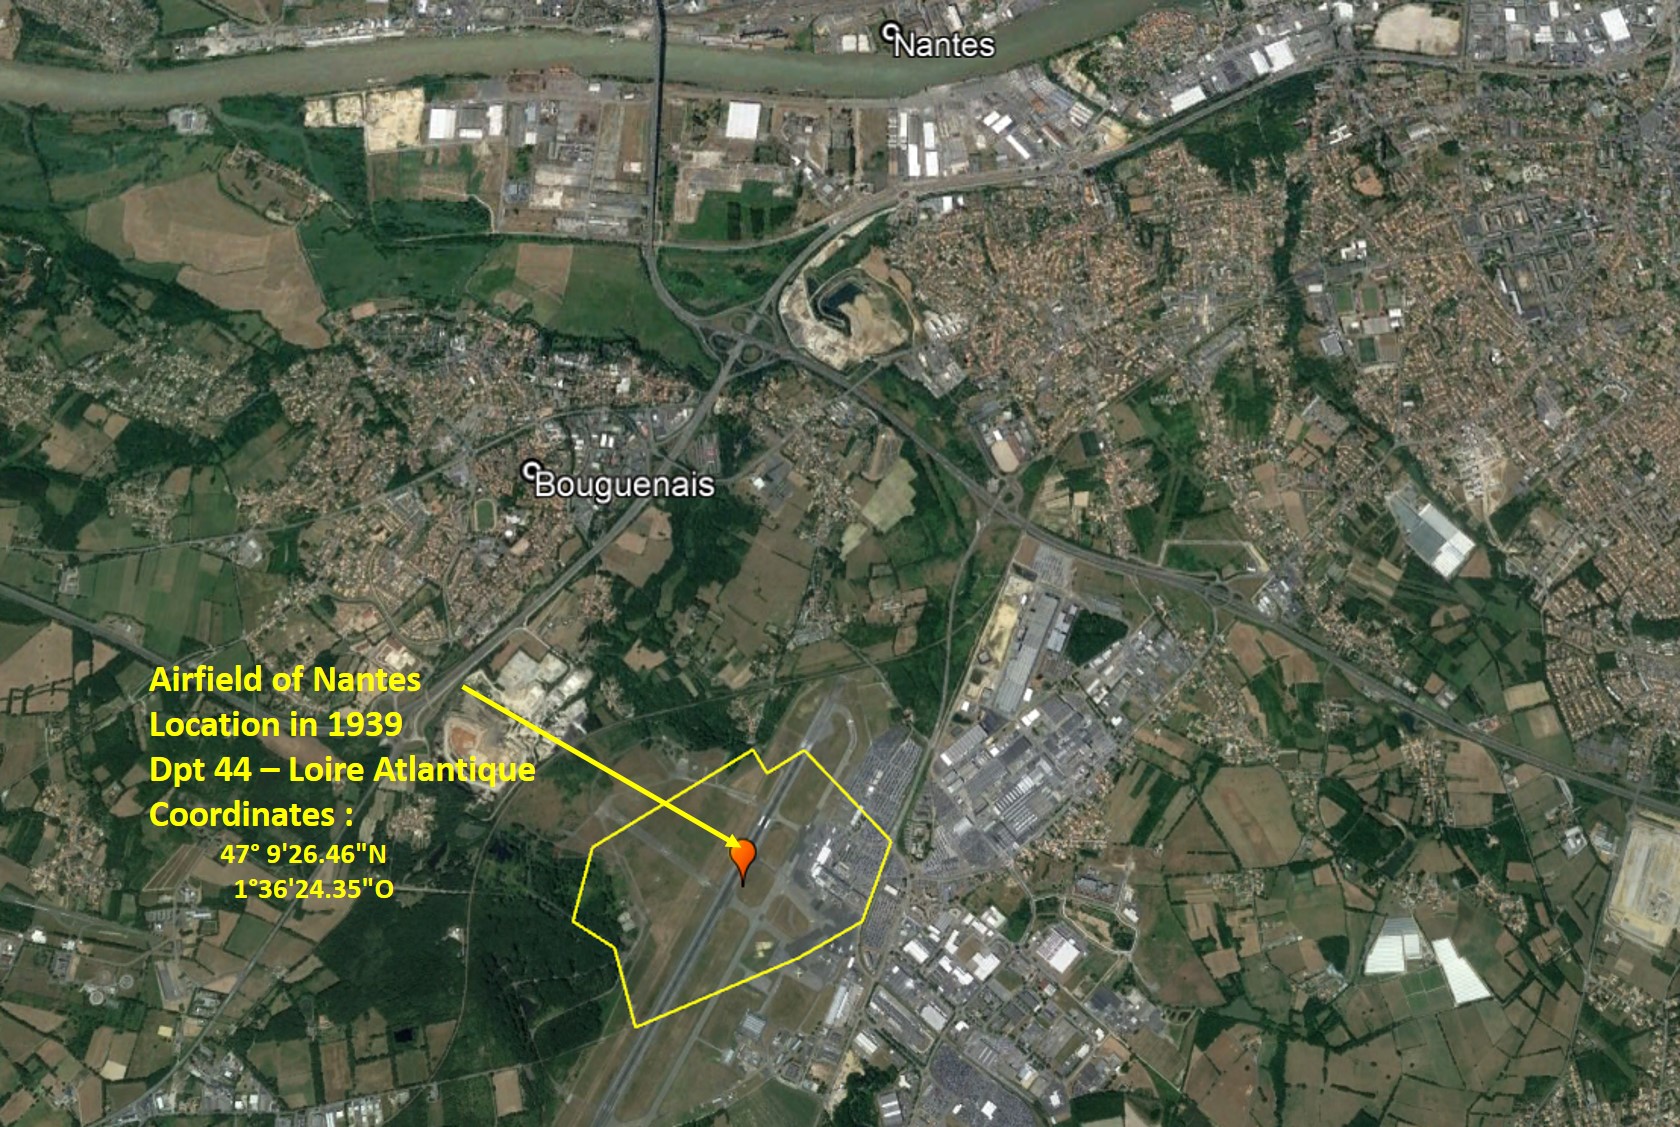 Nantes
Bouguenais
Airfield of Nantes
Location in 1939
Dpt 44 – Loire Atlantique
Coordinates :
47° 9'26.46"N
1°36'24.35"O